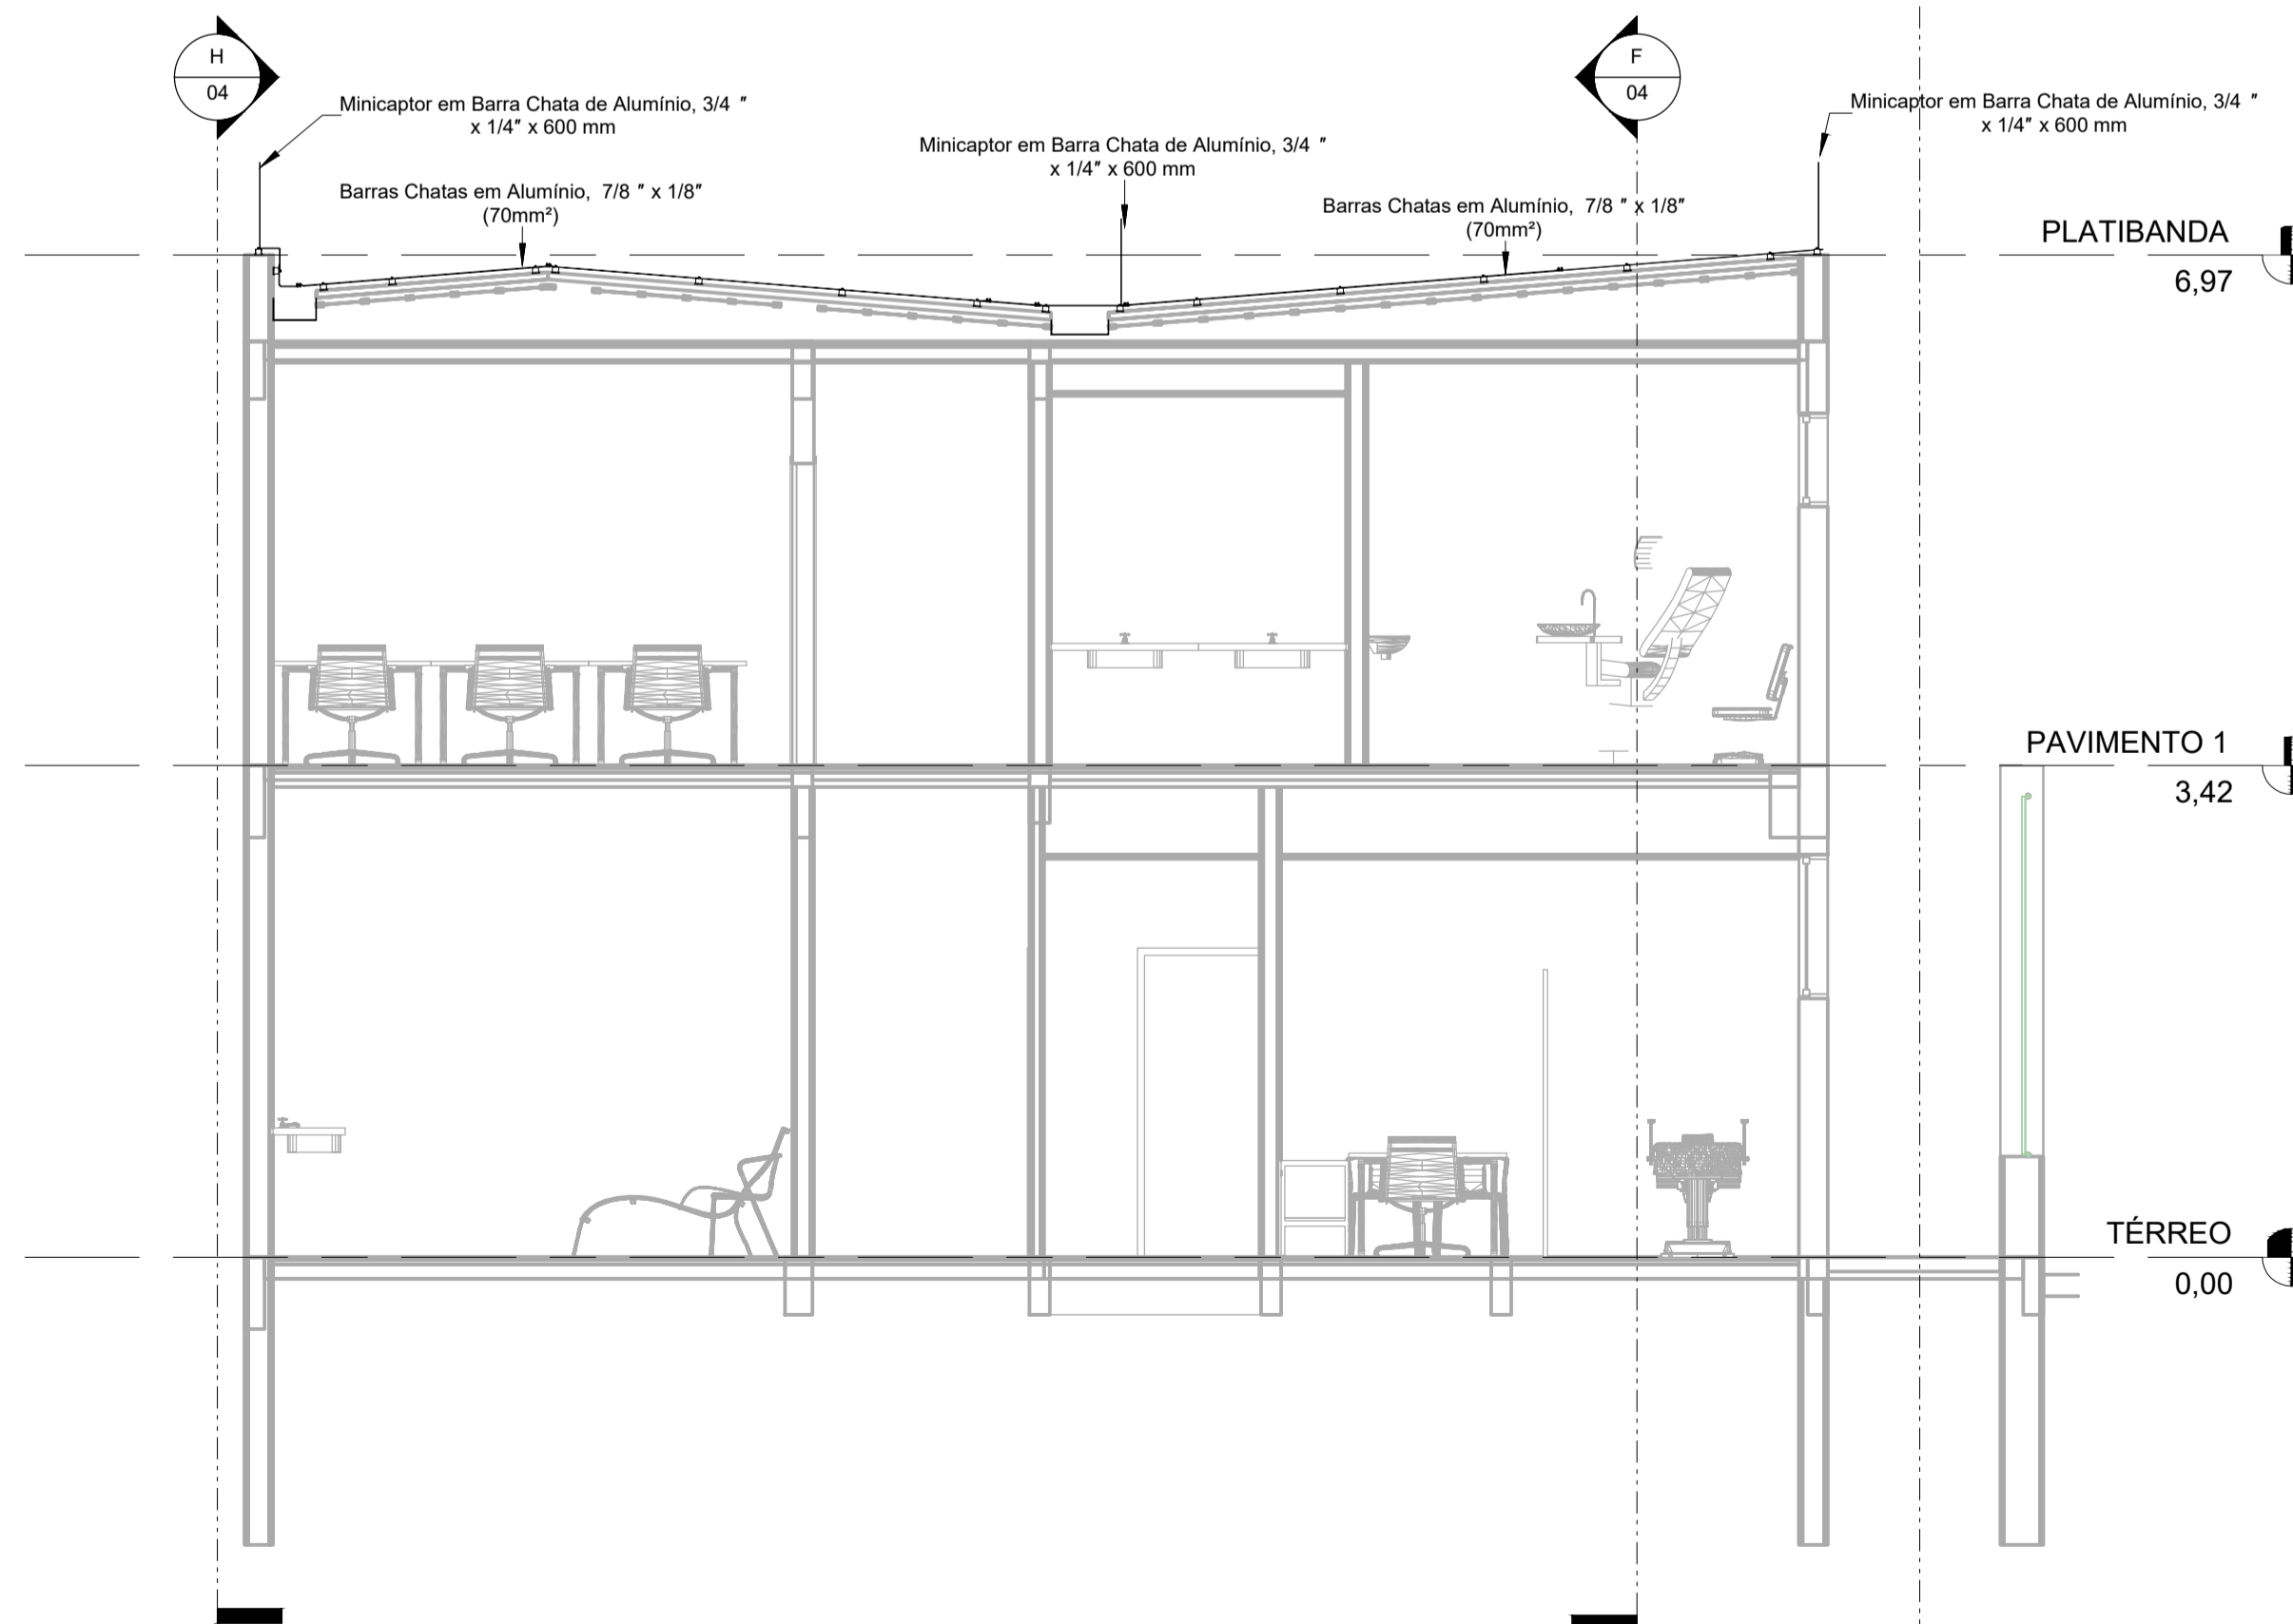 H
04
F
04
Minicaptor em Barra Chata de Alumínio, 3/4 "
x 1/4" x 600 mm
Minicaptor em Barra Chata de Alumínio, 3/4 "
x 1/4" x 600 mm
Minicaptor em Barra Chata de Alumínio, 3/4 "
x 1/4" x 600 mm
Barras Chatas em Alumínio, 7/8 " x 1/8"
(70mm²)
Barras Chatas em Alumínio, 7/8 " x 1/8"
(70mm²)
PLATIBANDA
6,97
PAVIMENTO 1
3,42
TÉRREO
0,00